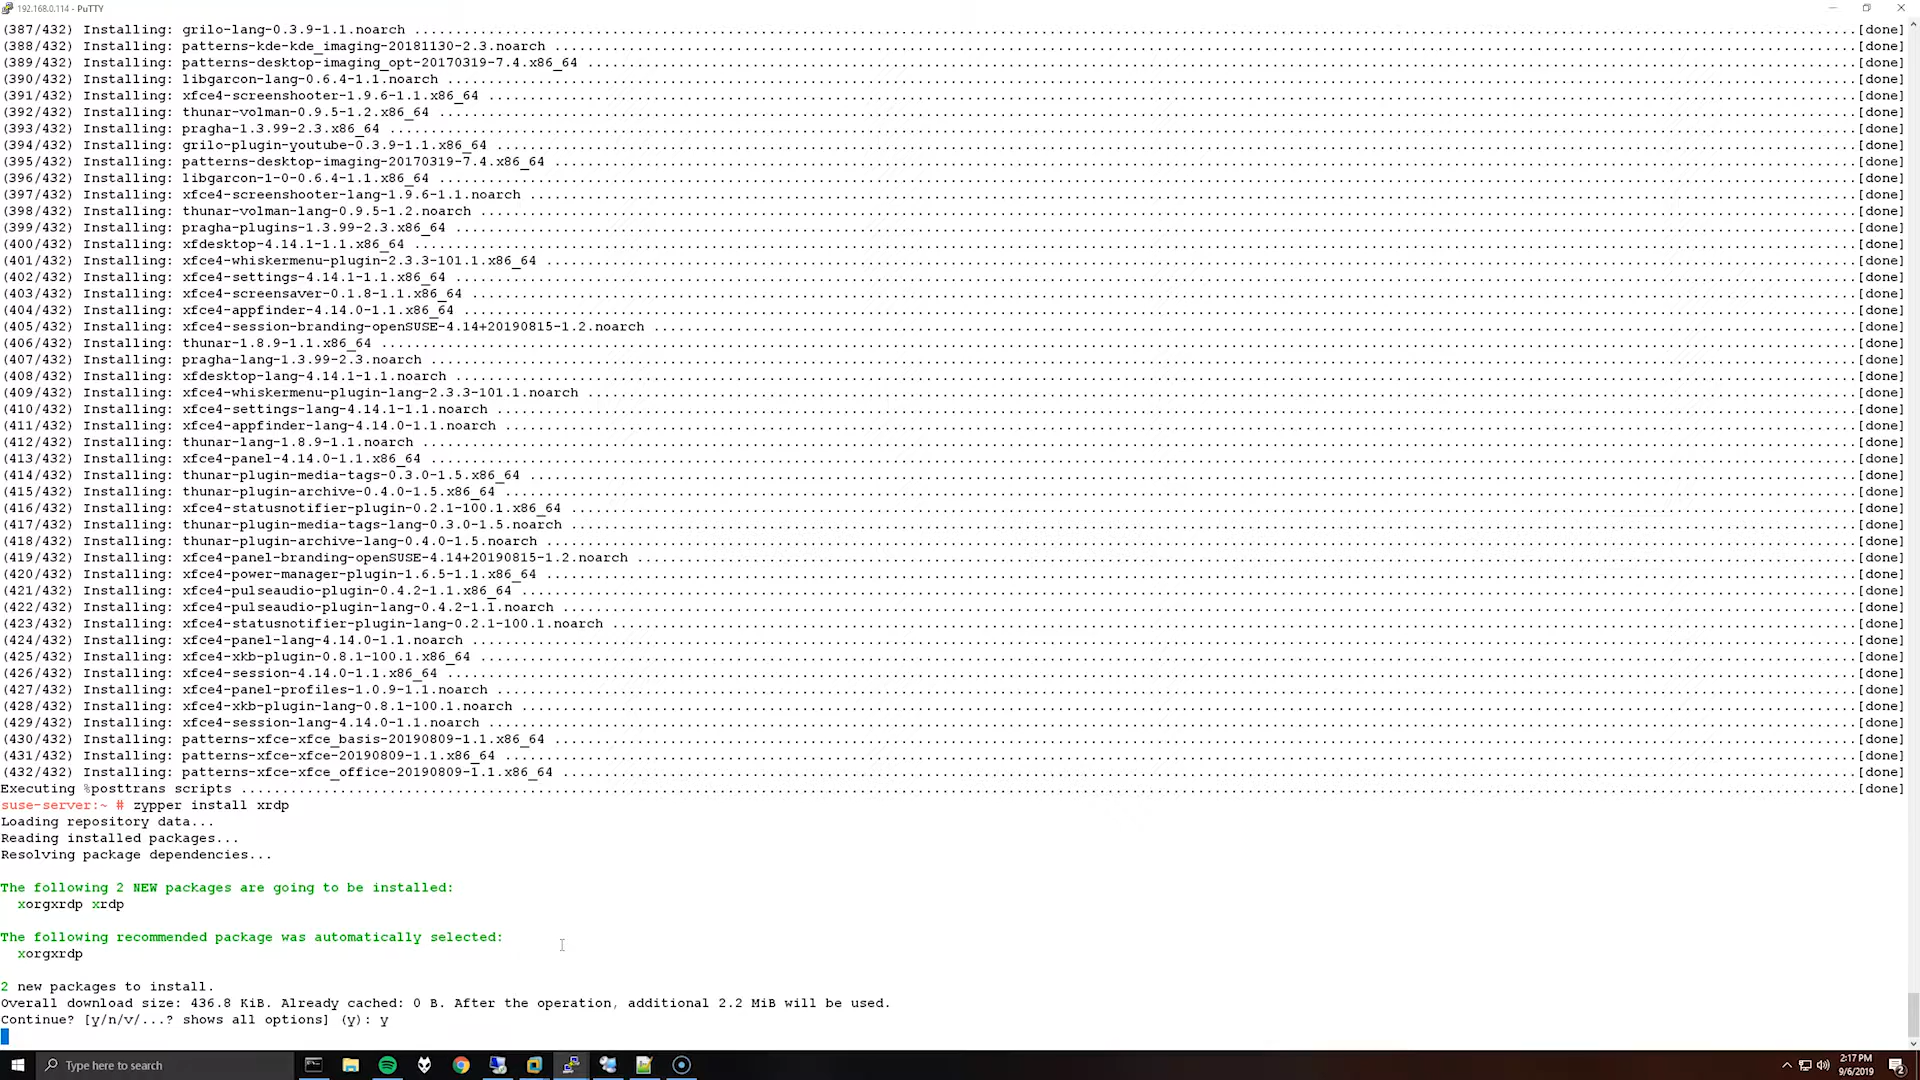 192.168.0.114 - PuTTY
(387/432) Installing: grilo-lang-0.3.9-1.1.noarch ...[done]
(388/432) Installing: patterns-kde-kde_imaging-20181130-2.3.noarch ...[done]
(389/432) Installing: patterns-desktop-imaging_opt-20170319-7.4.x86_64 ...[done]
(390/432) Installing: libgarcon-lang-0.6.4-1.1.noarch ...[done]
(391/432) Installing: xfce4-screenshooter-1.9.6-1.1.x86_64 ...[done]
(392/432) Installing: thunar-volman-0.9.5-1.2.x86_64 ...[done]
(393/432) Installing: pragha-1.3.99-2.3.x86_64 ...[done]
(394/432) Installing: grilo-plugin-youtube-0.3.9-1.1.x86_64 ...[done]
(395/432) Installing: patterns-desktop-imaging-20170319-7.4.x86_64 ...[done]
(396/432) Installing: libgarcon-1-0-0.6.4-1.1.x86_64 ...[done]
(397/432) Installing: xfce4-screenshooter-lang-1.9.6-1.1.noarch ...[done]
(398/432) Installing: thunar-volman-lang-0.9.5-1.2.noarch ...[done]
(399/432) Installing: pragha-plugins-1.3.99-2.3.x86_64 ...[done]
(400/432) Installing: xfdesktop-4.14.1-1.1.x86_64 ...[done]
(401/432) Installing: xfce4-whiskermenu-plugin-2.3.3-101.1.x86_64 ...[done]
(402/432) Installing: xfce4-settings-4.14.1-1.1.x86_64 ...[done]
(403/432) Installing: xfce4-screensaver-0.1.8-1.1.x86_64 ...[done]
(404/432) Installing: xfce4-appfinder-4.14.0-1.1.x86_64 ...[done]
(405/432) Installing: xfce4-session-branding-openSUSE-4.14+20190815-1.2.noarch ...[done]
(406/432) Installing: thunar-1.8.9-1.1.x86_64 ...[done]
(407/432) Installing: pragha-lang-1.3.99-2.3.noarch ...[done]
(408/432) Installing: xfdesktop-lang-4.14.1-1.1.noarch ...[done]
(409/432) Installing: xfce4-whiskermenu-plugin-lang-2.3.3-101.1.noarch ...[done]
(410/432) Installing: xfce4-settings-lang-4.14.1-1.1.noarch ...[done]
(411/432) Installing: xfce4-appfinder-lang-4.14.0-1.1.noarch ...[done]
(412/432) Installing: thunar-lang-1.8.9-1.1.noarch ...[done]
(413/432) Installing: xfce4-panel-4.14.0-1.1.x86_64 ...[done]
(414/432) Installing: thunar-plugin-media-tags-0.3.0-1.5.x86_64 ...[done]
(415/432) Installing: thunar-plugin-archive-0.4.0-1.5.x86_64 ...[done]
(416/432) Installing: xfce4-statusnotifier-plugin-0.2.1-100.1.x86_64 ...[done]
(417/432) Installing: thunar-plugin-media-tags-lang-0.3.0-1.5.noarch ...[done]
(418/432) Installing: thunar-plugin-archive-lang-0.4.0-1.5.noarch ...[done]
(419/432) Installing: xfce4-panel-branding-openSUSE-4.14+20190815-1.2.noarch ...[done]
(420/432) Installing: xfce4-power-manager-plugin-1.6.5-1.1.x86_64 ...[done]
(421/432) Installing: xfce4-pulseaudio-plugin-0.4.2-1.1.x86_64 ...[done]
(422/432) Installing: xfce4-pulseaudio-plugin-lang-0.4.2-1.1.noarch ...[done]
(423/432) Installing: xfce4-statusnotifier-plugin-lang-0.2.1-100.1.noarch ...[done]
(424/432) Installing: xfce4-panel-lang-4.14.0-1.1.noarch ...[done]
(425/432) Installing: xfce4-xkb-plugin-0.8.1-100.1.x86_64 ...[done]
(426/432) Installing: xfce4-session-4.14.0-1.1.x86_64 ...[done]
(427/432) Installing: xfce4-panel-profiles-1.0.9-1.1.noarch ...[done]
(428/432) Installing: xfce4-xkb-plugin-lang-0.8.1-100.1.noarch ...[done]
(429/432) Installing: xfce4-session-lang-4.14.0-1.1.noarch ...[done]
(430/432) Installing: patterns-xfce-xfce_basis-20190809-1.1.x86_64 ...[done]
(431/432) Installing: patterns-xfce-xfce-20190809-1.1.x86_64 ...[done]
(432/432) Installing: patterns-xfce-xfce_office-20190809-1.1.x86_64 ...[done]
Executing %posttrans scripts ...[done]
suse-server:~ # zypper install xrdp
Loading repository data...
Reading installed packages...
Resolving package dependencies...
The following 2 NEW packages are going to be installed:
xorgxrdp xrdp
The following recommended package was automatically selected:
xorgxrdp
2 new packages to install.
Overall download size: 436.8 KiB. Already cached: 0 B. After the operation, additional 2.2 MiB will be used.
Continue? [y/n/v/...? shows all options] (y): y
Type here to search
2:17 PM
9/6/2019
2